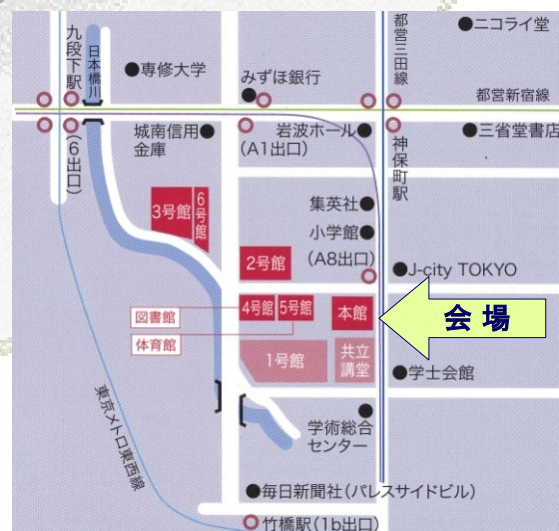 ニコライ堂
都営三田線
九段下駅
日本橋川
専修大学
みずほ銀行
都営新宿線
(6出口)
城南信用
金庫
岩波ホール
(A1出口)
神保町駅
三省堂書店
3号館
6号館
集英社
小学館
(A8出口)
2号館
J-city TOKYO
図書館
4号館
5号館
本館
会場
体育館
1号館
共立
講堂
学士会館
東京メトロ東西線
学術総合
センター
毎日新聞社(パレスサイドビル)
竹橋駅(1b出口)